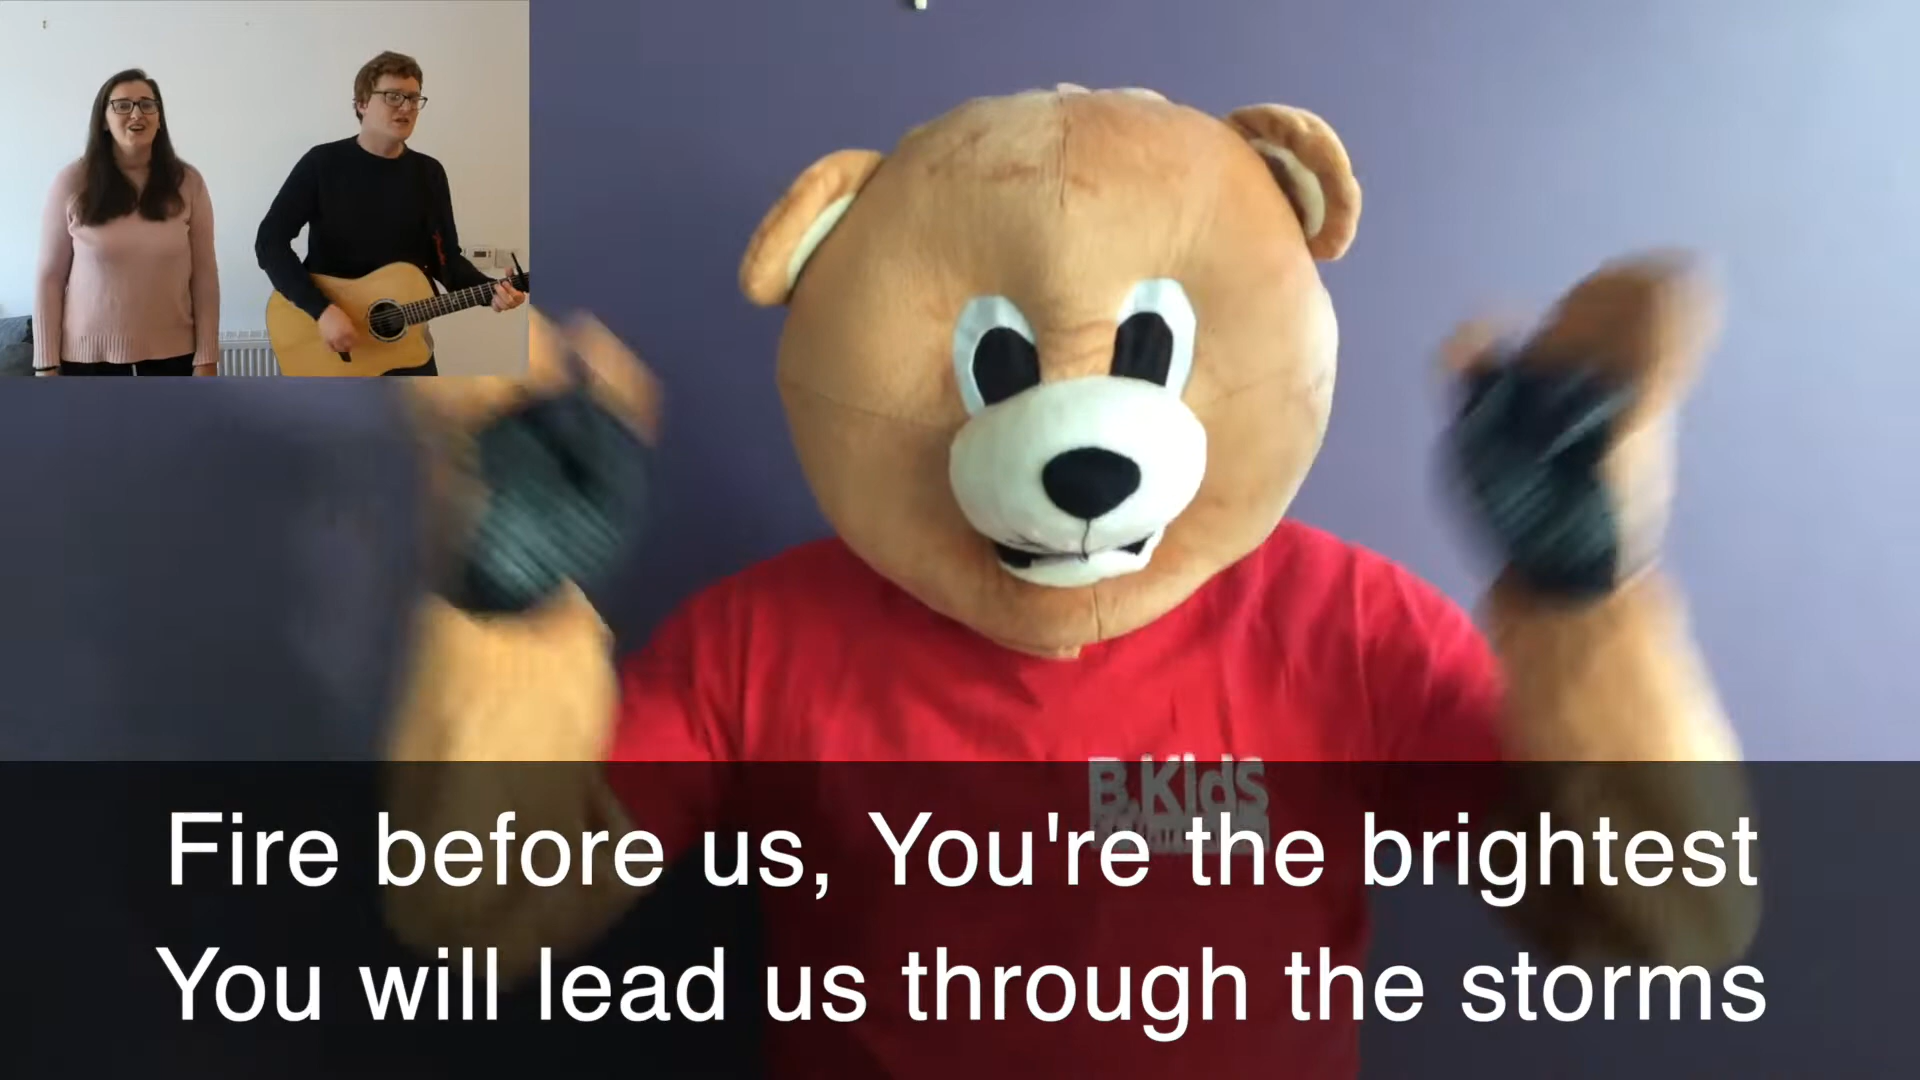 B.Kids
Fire before us, You're the brightest
You will lead us through the storms